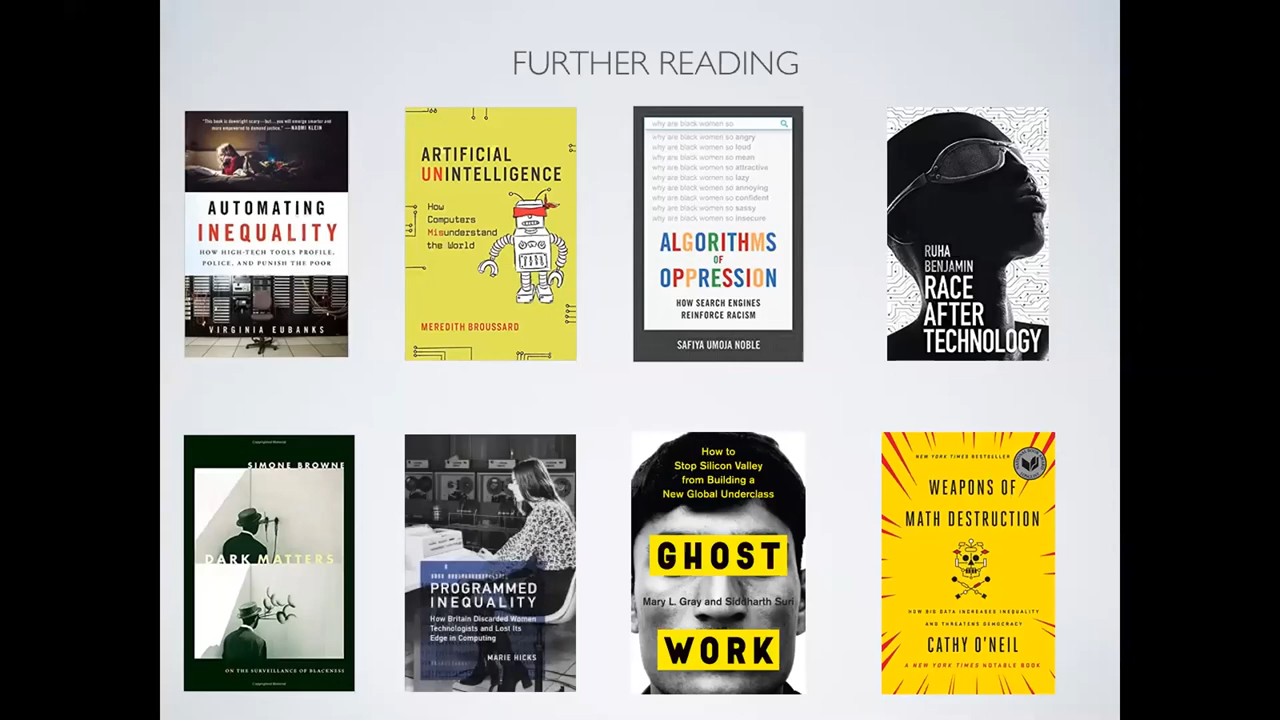 FURTHER READING
"This book is downright scary—but... one will emerge smarter and
more empowered to demand justice." —NAOMI KLEIN
AUTOMATING
INEQUALITY
HOW HIGH-TECH TOOLS PROFILE,
POLICE, AND PUNISH THE POOR
VIRGINIA EUBANKS
ARTIFICIAL
UNINTELLIGENCE
How
Computers
Misunderstand
the World
MEREDITH BROUSSARD
why are black women so
why are black women so angry
why are black women so loud
why are black women so mean
why are black women so attractive
why are black women so lazy
why are black women so annoying
why are black women so confident
why are black women so sassy
why are black women so insecure
ALGORITHMS
OF
OPPRESSION
HOW SEARCH ENGINES
REINFORCE RACISM
SAFIYA UMOJA NOBLE
RUHA
BENJAMIN
RACE
AFTER
TECHNOLOGY
Copyrighted Material
SIMONE BROWNE
DARK MATTERS
ON THE SURVEILLANCE OF BLACKNESS
Copyrighted Material
PROGRAMMED
INEQUALITY
How Britain Discarded Women
Technologists and Lost Its
Edge in Computing
MARIE HICKS
How to
Stop Silicon Valley
from Building a
New Global Underclass
GHOST
Mary L. Gray and Siddharth Suri
WORK
NEW YORK TIMES BESTSELLER
WEAPONS OF
MATH DESTRUCTION
HOW BIG DATA INCREASES INEQUALITY
AND THREATENS DEMOCRACY
CATHY O'NEIL
A NEW YORK TIMES NOTABLE BOOK